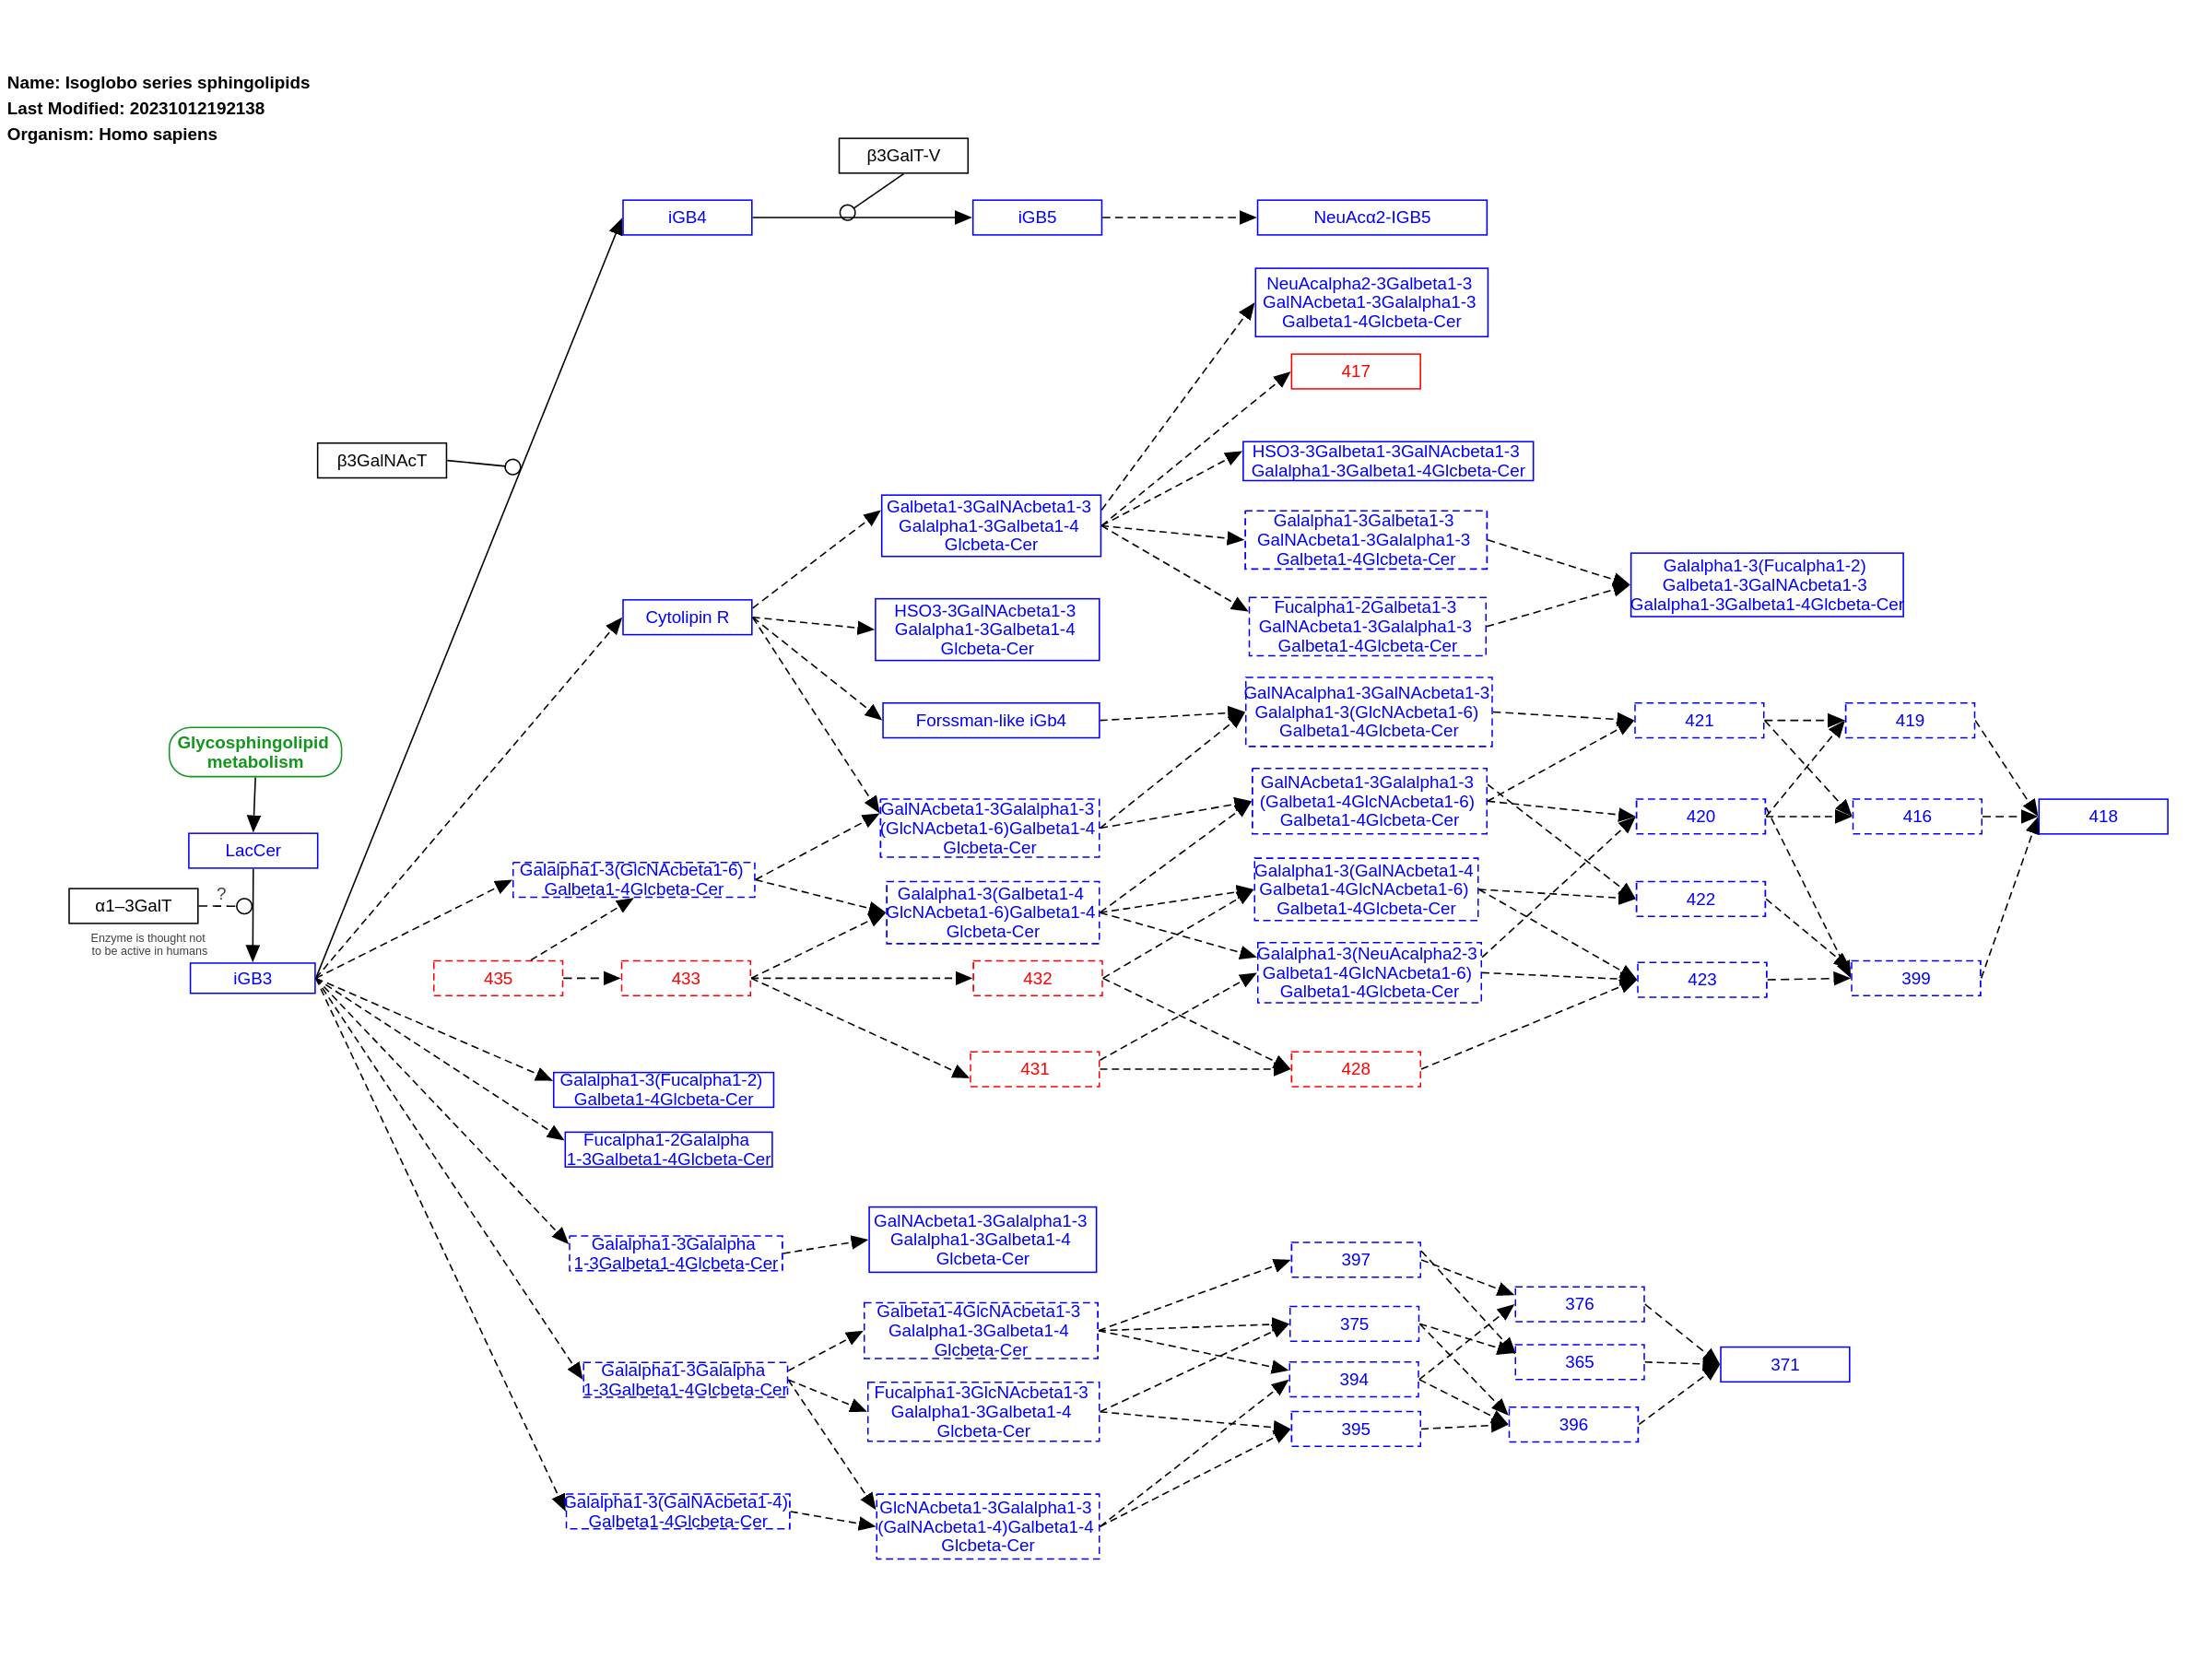 Name: Isoglobo series sphingolipids
Last Modified: 20231012192138
Organism: Homo sapiens
β3GalT-V
iGB4
iGB5
NeuAcα2-IGB5
NeuAcalpha2-3Galbeta1-3
GalNAcbeta1-3Galalpha1-3
Galbeta1-4Glcbeta-Cer
417
β3GalNAcT
HSO3-3Galbeta1-3GalNAcbeta1-3
Galalpha1-3Galbeta1-4Glcbeta-Cer
Galbeta1-3GalNAcbeta1-3
Galalpha1-3Galbeta1-4
Glcbeta-Cer
Galalpha1-3Galbeta1-3
GalNAcbeta1-3Galalpha1-3
Galbeta1-4Glcbeta-Cer
Galalpha1-3(Fucalpha1-2)
Galbeta1-3GalNAcbeta1-3
Galalpha1-3Galbeta1-4Glcbeta-Cer
Cytolipin R
HSO3-3GalNAcbeta1-3
Galalpha1-3Galbeta1-4
Glcbeta-Cer
Fucalpha1-2Galbeta1-3
GalNAcbeta1-3Galalpha1-3
Galbeta1-4Glcbeta-Cer
Forssman-like iGb4
GalNAcalpha1-3GalNAcbeta1-3
Galalpha1-3(GlcNAcbeta1-6)
Galbeta1-4Glcbeta-Cer
421
419
Glycosphingolipid
metabolism
GalNAcbeta1-3Galalpha1-3
(GlcNAcbeta1-6)Galbeta1-4
Glcbeta-Cer
GalNAcbeta1-3Galalpha1-3
(Galbeta1-4GlcNAcbeta1-6)
Galbeta1-4Glcbeta-Cer
420
416
418
LacCer
Galalpha1-3(GlcNAcbeta1-6)
Galbeta1-4Glcbeta-Cer
Galalpha1-3(Galbeta1-4
GlcNAcbeta1-6)Galbeta1-4
Glcbeta-Cer
Galalpha1-3(GalNAcbeta1-4
Galbeta1-4GlcNAcbeta1-6)
Galbeta1-4Glcbeta-Cer
422
α1–3GalT
?
Enzyme is thought not
to be active in humans
iGB3
435
433
432
Galalpha1-3(NeuAcalpha2-3
Galbeta1-4GlcNAcbeta1-6)
Galbeta1-4Glcbeta-Cer
423
399
431
428
Galalpha1-3(Fucalpha1-2)
Galbeta1-4Glcbeta-Cer
Fucalpha1-2Galalpha
1-3Galbeta1-4Glcbeta-Cer
Galalpha1-3Galalpha
1-3Galbeta1-4Glcbeta-Cer
GalNAcbeta1-3Galalpha1-3
Galalpha1-3Galbeta1-4
Glcbeta-Cer
397
376
Galbeta1-4GlcNAcbeta1-3
Galalpha1-3Galbeta1-4
Glcbeta-Cer
375
365
371
Galalpha1-3Galalpha
1-3Galbeta1-4Glcbeta-Cer
Fucalpha1-3GlcNAcbeta1-3
Galalpha1-3Galbeta1-4
Glcbeta-Cer
394
395
396
Galalpha1-3(GalNAcbeta1-4)
Galbeta1-4Glcbeta-Cer
GlcNAcbeta1-3Galalpha1-3
(GalNAcbeta1-4)Galbeta1-4
Glcbeta-Cer